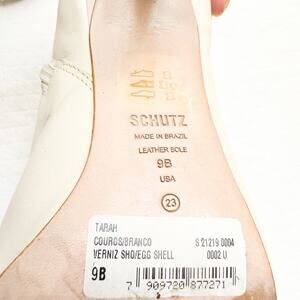 SCHUTZ
MADE IN BRAZIL
LEATHER SOLE
9B
USA
23
TARAH
COUROS/BRANCO S 21219 0004
VERNIZ SHO/EGG SHELL 0002 U
9B
7 909720 877271